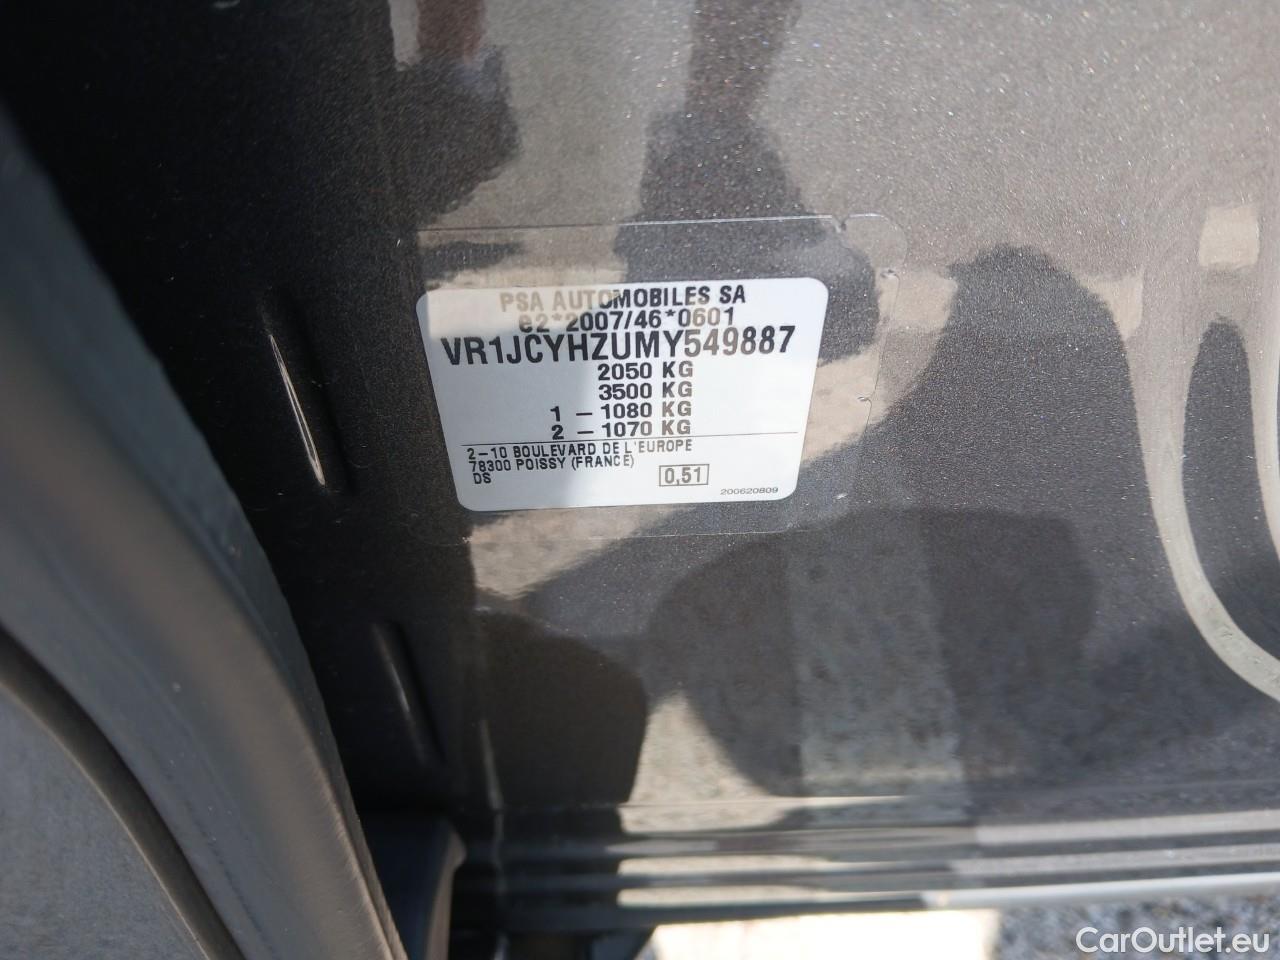 PSA AUTOMOBILES SA
e2*2007/46*0601
VR1JCYHZUMY549887
2050 KG
3500 KG
1 - 1080 KG
2 - 1070 KG
2-10 BOULEVARD DE L'EUROPE
78300 POISSY (FRANCE)
DS
0,51
200620809
CarOutlet.eu